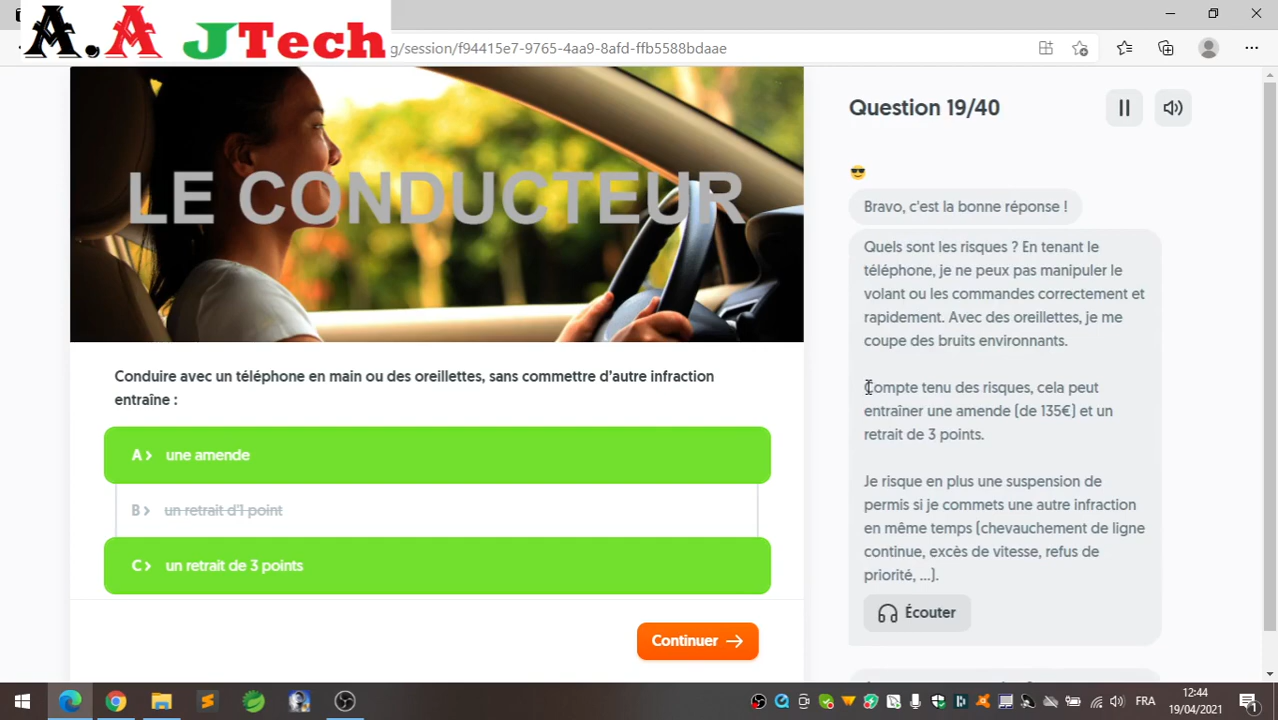 A.A JTech
g/session/f94415e7-9765-4aa9-8afd-ffb5588bdaae
LE CONDUCTEUR
Conduire avec un téléphone en main ou des oreillettes, sans commettre d'autre infraction
entraîne :
A > une amende
B > un retrait d'1 point
C > un retrait de 3 points
Continuer →
Question 19/40
Bravo, c'est la bonne réponse !
Quels sont les risques ? En tenant le
téléphone, je ne peux pas manipuler le
volant ou les commandes correctement et
rapidement. Avec des oreillettes, je me
coupe des bruits environnants.
Compte tenu des risques, cela peut
entraîner une amende (de 135€) et un
retrait de 3 points.
Je risque en plus une suspension de
permis si je commets une autre infraction
en même temps (chevauchement de ligne
continue, excès de vitesse, refus de
priorité, ...).
Écouter
FRA
12:44
19/04/2021
1